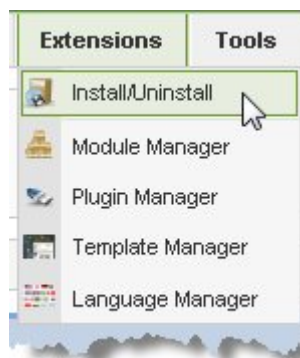 Extensions Tools
Install/Uninstall
Module Manager
Plugin Manager
Template Manager
Language Manager